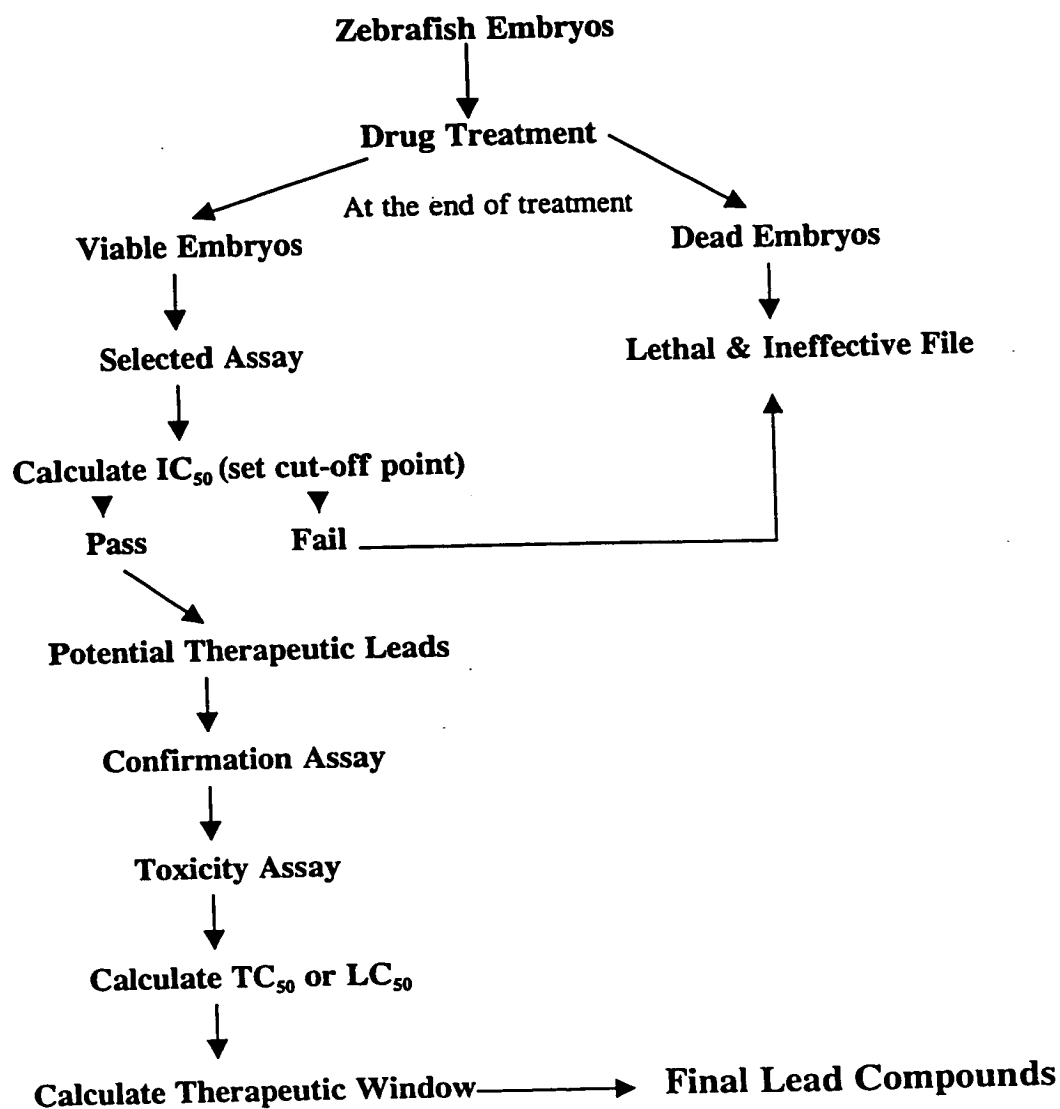 Zebrafish Embryos
Drug Treatment
At the end of treatment
Viable Embryos
Dead Embryos
Selected Assay
Lethal & Ineffective File
Calculate IC₅₀ (set cut-off point)
Pass
Fail
Potential Therapeutic Leads
Confirmation Assay
Toxicity Assay
Calculate TC₅₀ or LC₅₀
Calculate Therapeutic Window
Final Lead Compounds